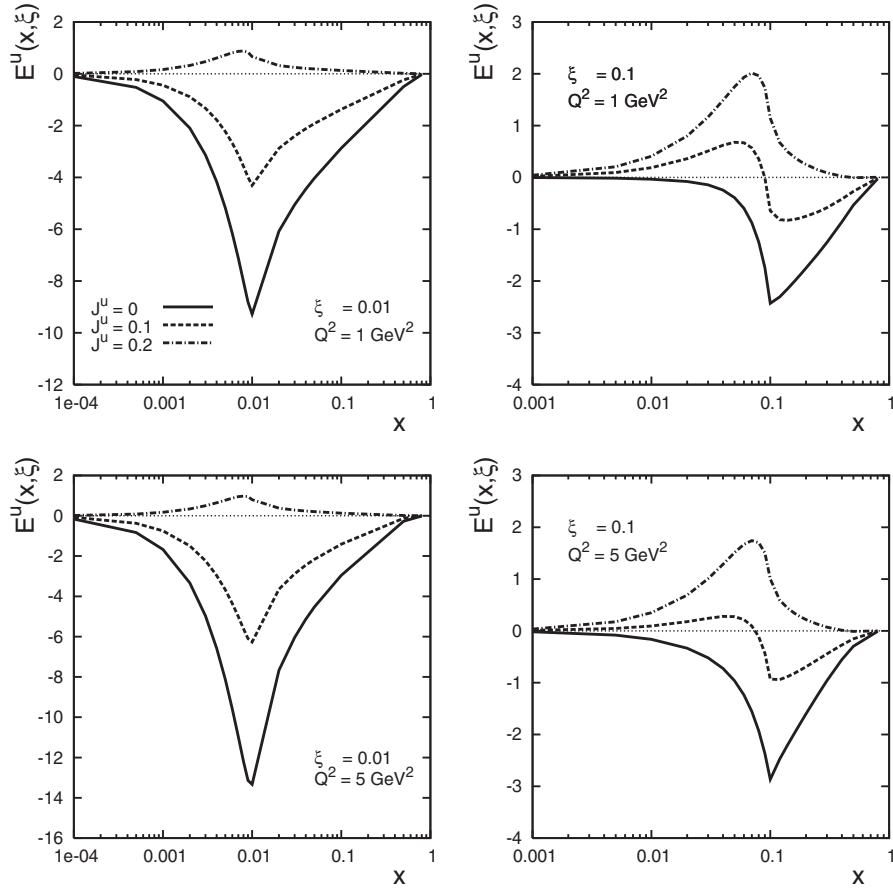 E^u(x,ξ)
2
0
-2
-4
-6
-8
-10
-12
J^u = 0
J^u = 0.1
J^u = 0.2
ξ = 0.01
Q^2 = 1 GeV^2
1e-04 0.001 0.01 0.1 1
x
E^u(x,ξ)
3
2
1
0
-1
-2
-3
-4
ξ = 0.1
Q^2 = 1 GeV^2
0.001 0.01 0.1 1
x
E^u(x,ξ)
2
0
-2
-4
-6
-8
-10
-12
-14
-16
ξ = 0.01
Q^2 = 5 GeV^2
1e-04 0.001 0.01 0.1 1
x
E^u(x,ξ)
3
2
1
0
-1
-2
-3
-4
ξ = 0.1
Q^2 = 5 GeV^2
0.001 0.01 0.1 1
x